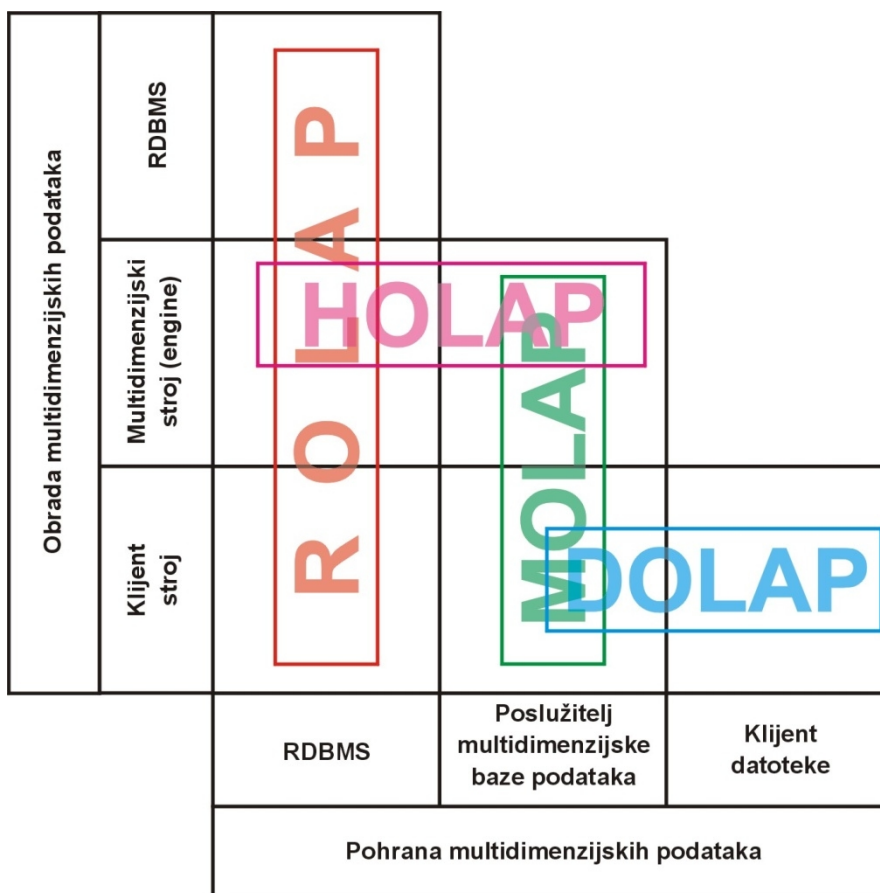 Obrada multidimenzijskih podataka
RDBMS
Multidimenzijski
stroj (engine)
Klijent
stroj
ROLAP
HOLAP
MOLAP
DOLAP
RDBMS
Poslužitelj
multidimenzijske
baze podataka
Klijent
datoteke
Pohrana multidimenzijskih podataka